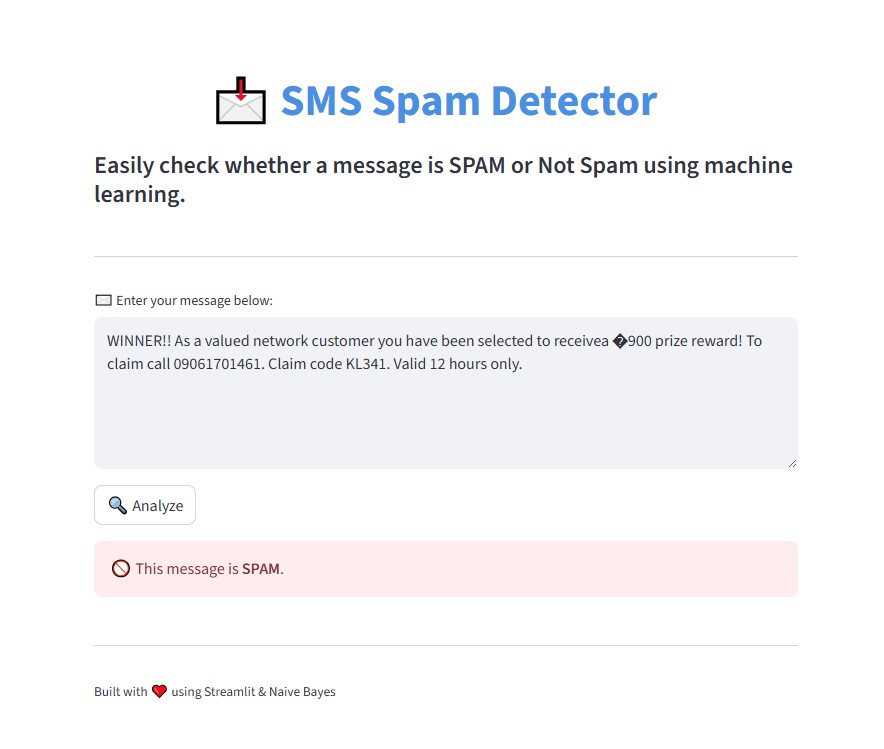 SMS Spam Detector
Easily check whether a message is SPAM or Not Spam using machine
learning.
Enter your message below:
WINNER!! As a valued network customer you have been selected to receivea �900 prize reward! To
claim call 09061701461. Claim code KL341. Valid 12 hours only.
Analyze
This message is SPAM.
Built with ❤️ using Streamlit & Naive Bayes